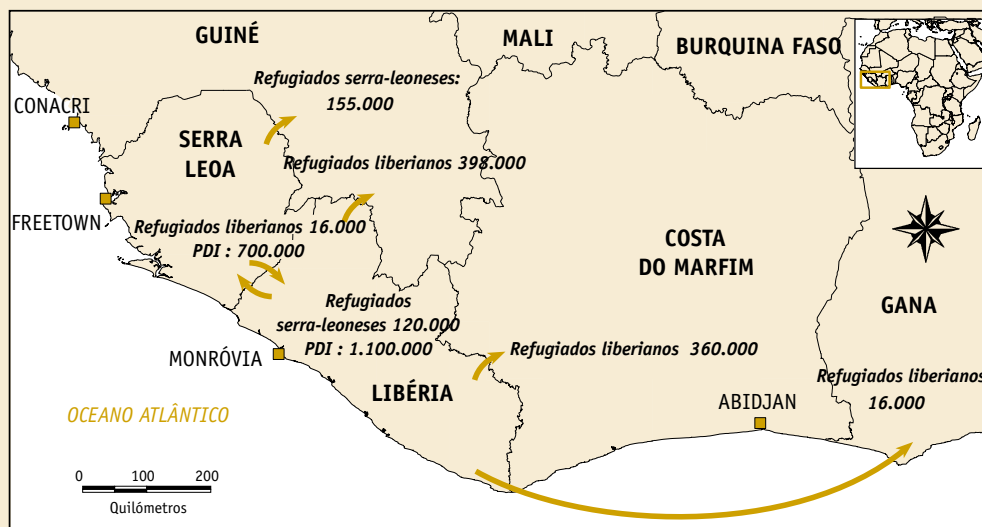 GUINÉ
MALI
BURQUINA FASO
Refugiados serra-leoneses:
155.000
CONACRI
SERRA
LEOA
Refugiados liberianos 398.000
FREETOWN
Refugiados liberianos 16.000
PDI : 700.000
COSTA
DO MARFIM
GANA
Refugiados
serra-leoneses 120.000
PDI : 1.100.000
MONRÓVIA
Refugiados liberianos 360.000
Refugiados liberianos
16.000
LIBÉRIA
ABIDJAN
OCEANO ATLÂNTICO
0 100 200
Quilómetros